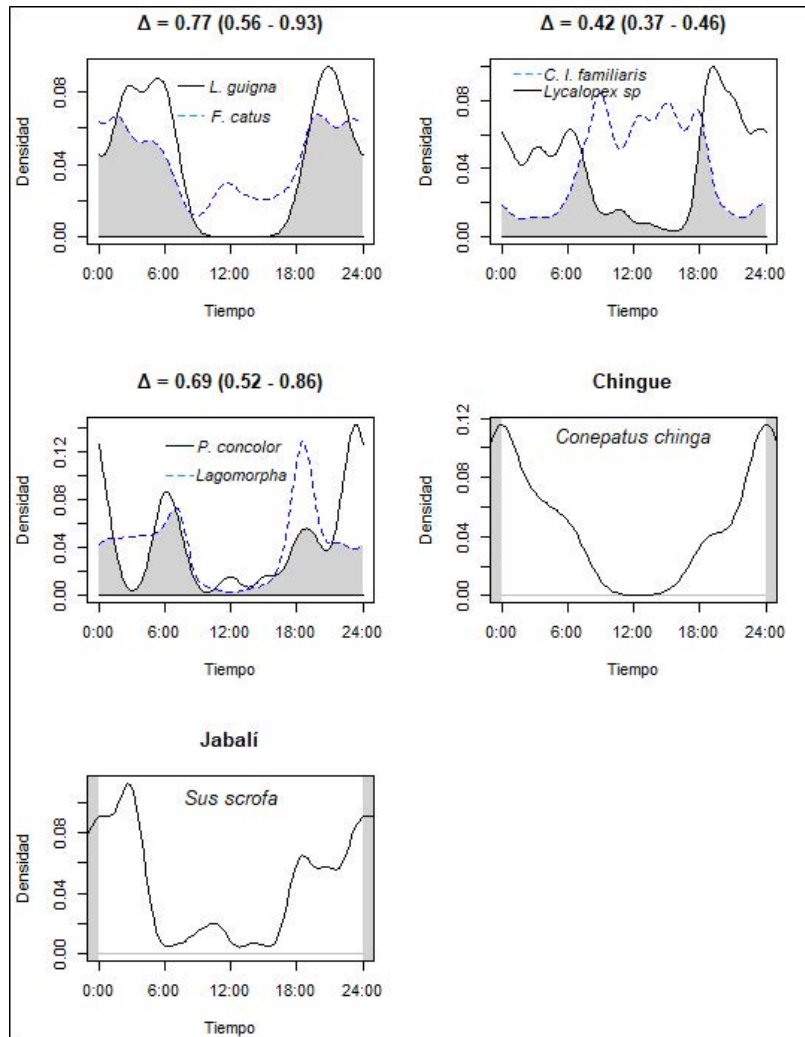 Δ = 0.77 (0.56 - 0.93)
Densidad
0.00 0.04 0.08
L. guigna
F. catus
0:00 6:00 12:00 18:00 24:00
Tiempo
Δ = 0.42 (0.37 - 0.46)
Densidad
0.00 0.04 0.08
C. l. familiaris
Lycalopex sp
0:00 6:00 12:00 18:00 24:00
Tiempo
Δ = 0.69 (0.52 - 0.86)
Densidad
0.00 0.04 0.08 0.12
P. concolor
Lagomorpha
0:00 6:00 12:00 18:00 24:00
Tiempo
Chingue
Densidad
0.00 0.04 0.08 0.12
Conepatus chinga
0:00 6:00 12:00 18:00 24:00
Tiempo
Jabalí
Densidad
0.00 0.04 0.08
Sus scrofa
0:00 6:00 12:00 18:00 24:00
Tiempo